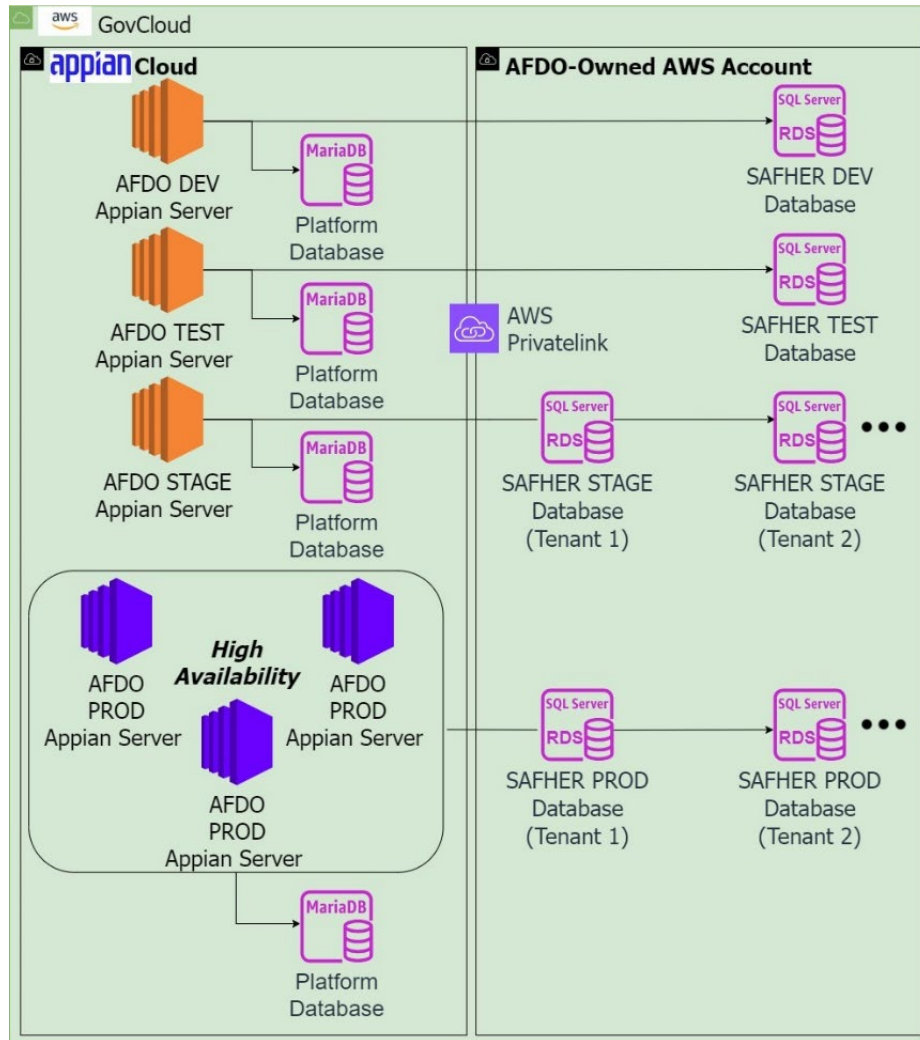 aws GovCloud
appian Cloud
AFDO-Owned AWS Account
AFDO DEV
Appian Server
MariaDB
Platform
Database
SQL Server
RDS
SAFHER DEV
Database
AFDO TEST
Appian Server
MariaDB
Platform
Database
AWS
Privatelink
SQL Server
RDS
SAFHER TEST
Database
AFDO STAGE
Appian Server
MariaDB
Platform
Database
SQL Server
RDS
SAFHER STAGE
Database
(Tenant 1)
SQL Server
RDS
SAFHER STAGE
Database
(Tenant 2)
High
Availability
AFDO
PROD
Appian Server
AFDO
PROD
Appian Server
AFDO
PROD
Appian Server
SQL Server
RDS
SAFHER PROD
Database
(Tenant 1)
SQL Server
RDS
SAFHER PROD
Database
(Tenant 2)
MariaDB
Platform
Database